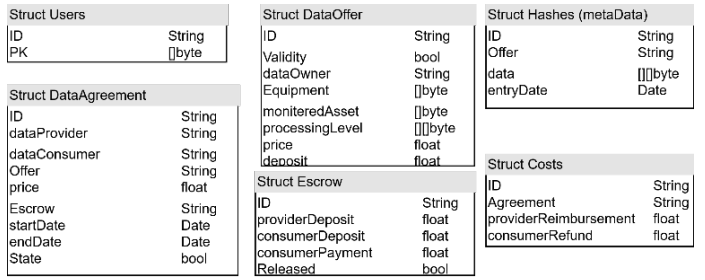 Struct Users
ID String
PK []byte
Struct DataAgreement
ID String
dataProvider String
dataConsumer String
Offer String
price float
Escrow String
startDate Date
endDate Date
State bool
Struct DataOffer
ID String
Validity bool
dataOwner String
Equipment []byte
moniteredAsset []byte
processingLevel [][]byte
price float
deposit float
Struct Escrow
ID String
providerDeposit float
consumerDeposit float
consumerPayment float
Released bool
Struct Hashes (metaData)
ID String
Offer String
data [][]byte
entryDate Date
Struct Costs
ID String
Agreement String
providerReimbursement float
consumerRefund float